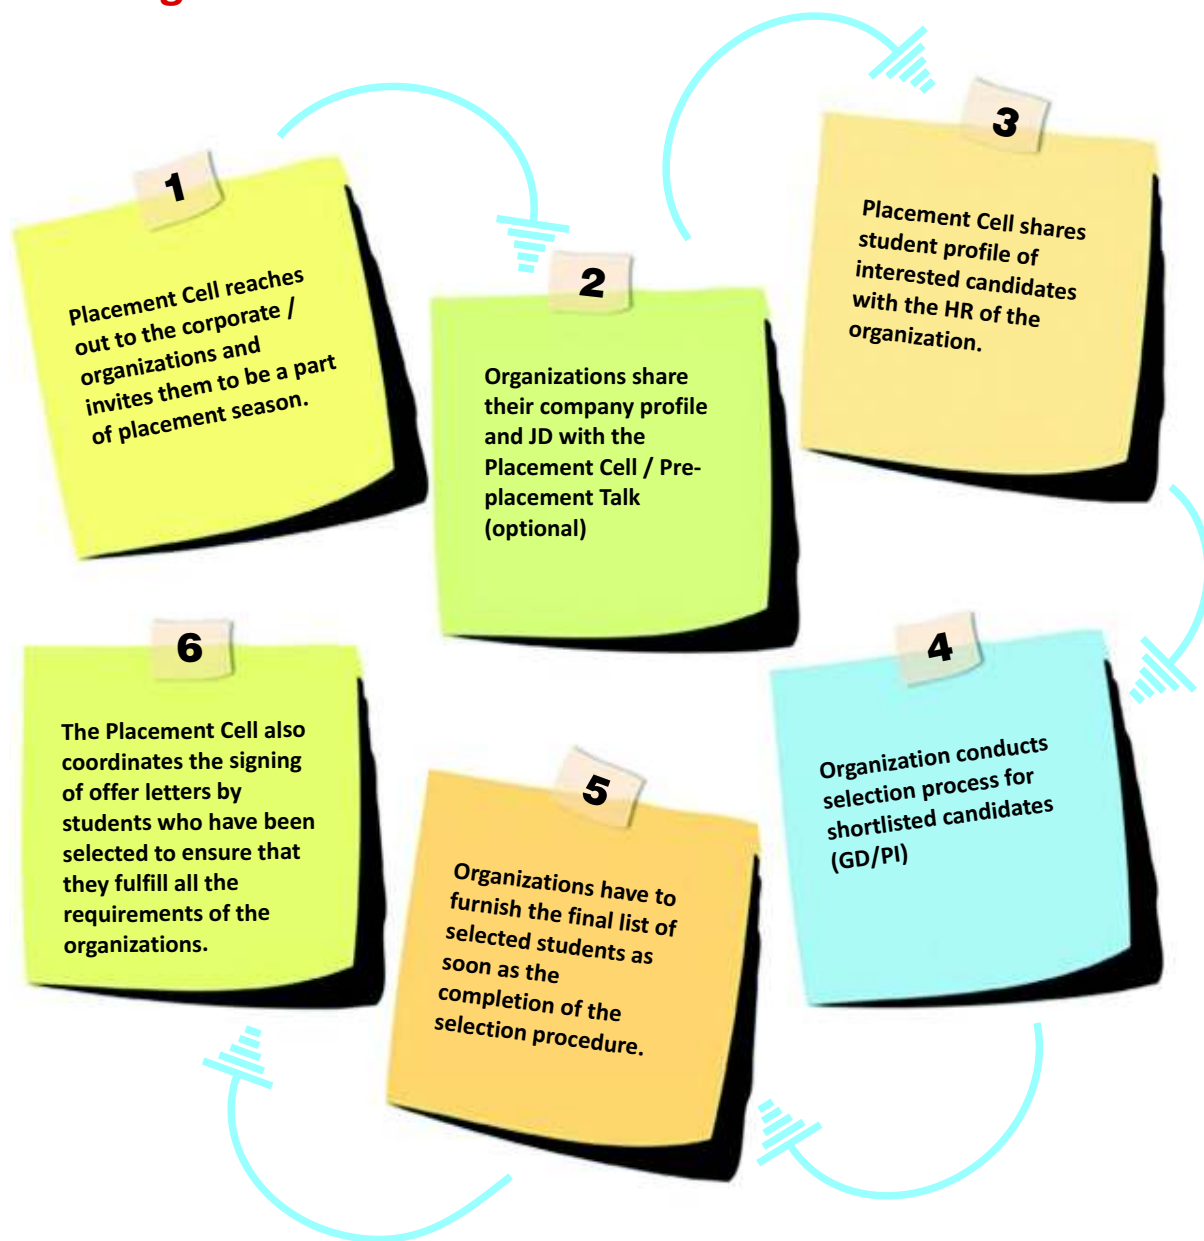 1
Placement Cell reaches
out to the corporate /
organizations and
invites them to be a part
of placement season.
2
Organizations share
their company profile
and JD with the
Placement Cell / Pre-
placement Talk
(optional)
3
Placement Cell shares
student profile of
interested candidates
with the HR of the
organization.
4
Organization conducts
selection process for
shortlisted candidates
(GD/PI)
5
Organizations have to
furnish the final list of
selected students as
soon as the
completion of the
selection procedure.
6
The Placement Cell also
coordinates the signing
of offer letters by
students who have been
selected to ensure that
they fulfill all the
requirements of the
organizations.